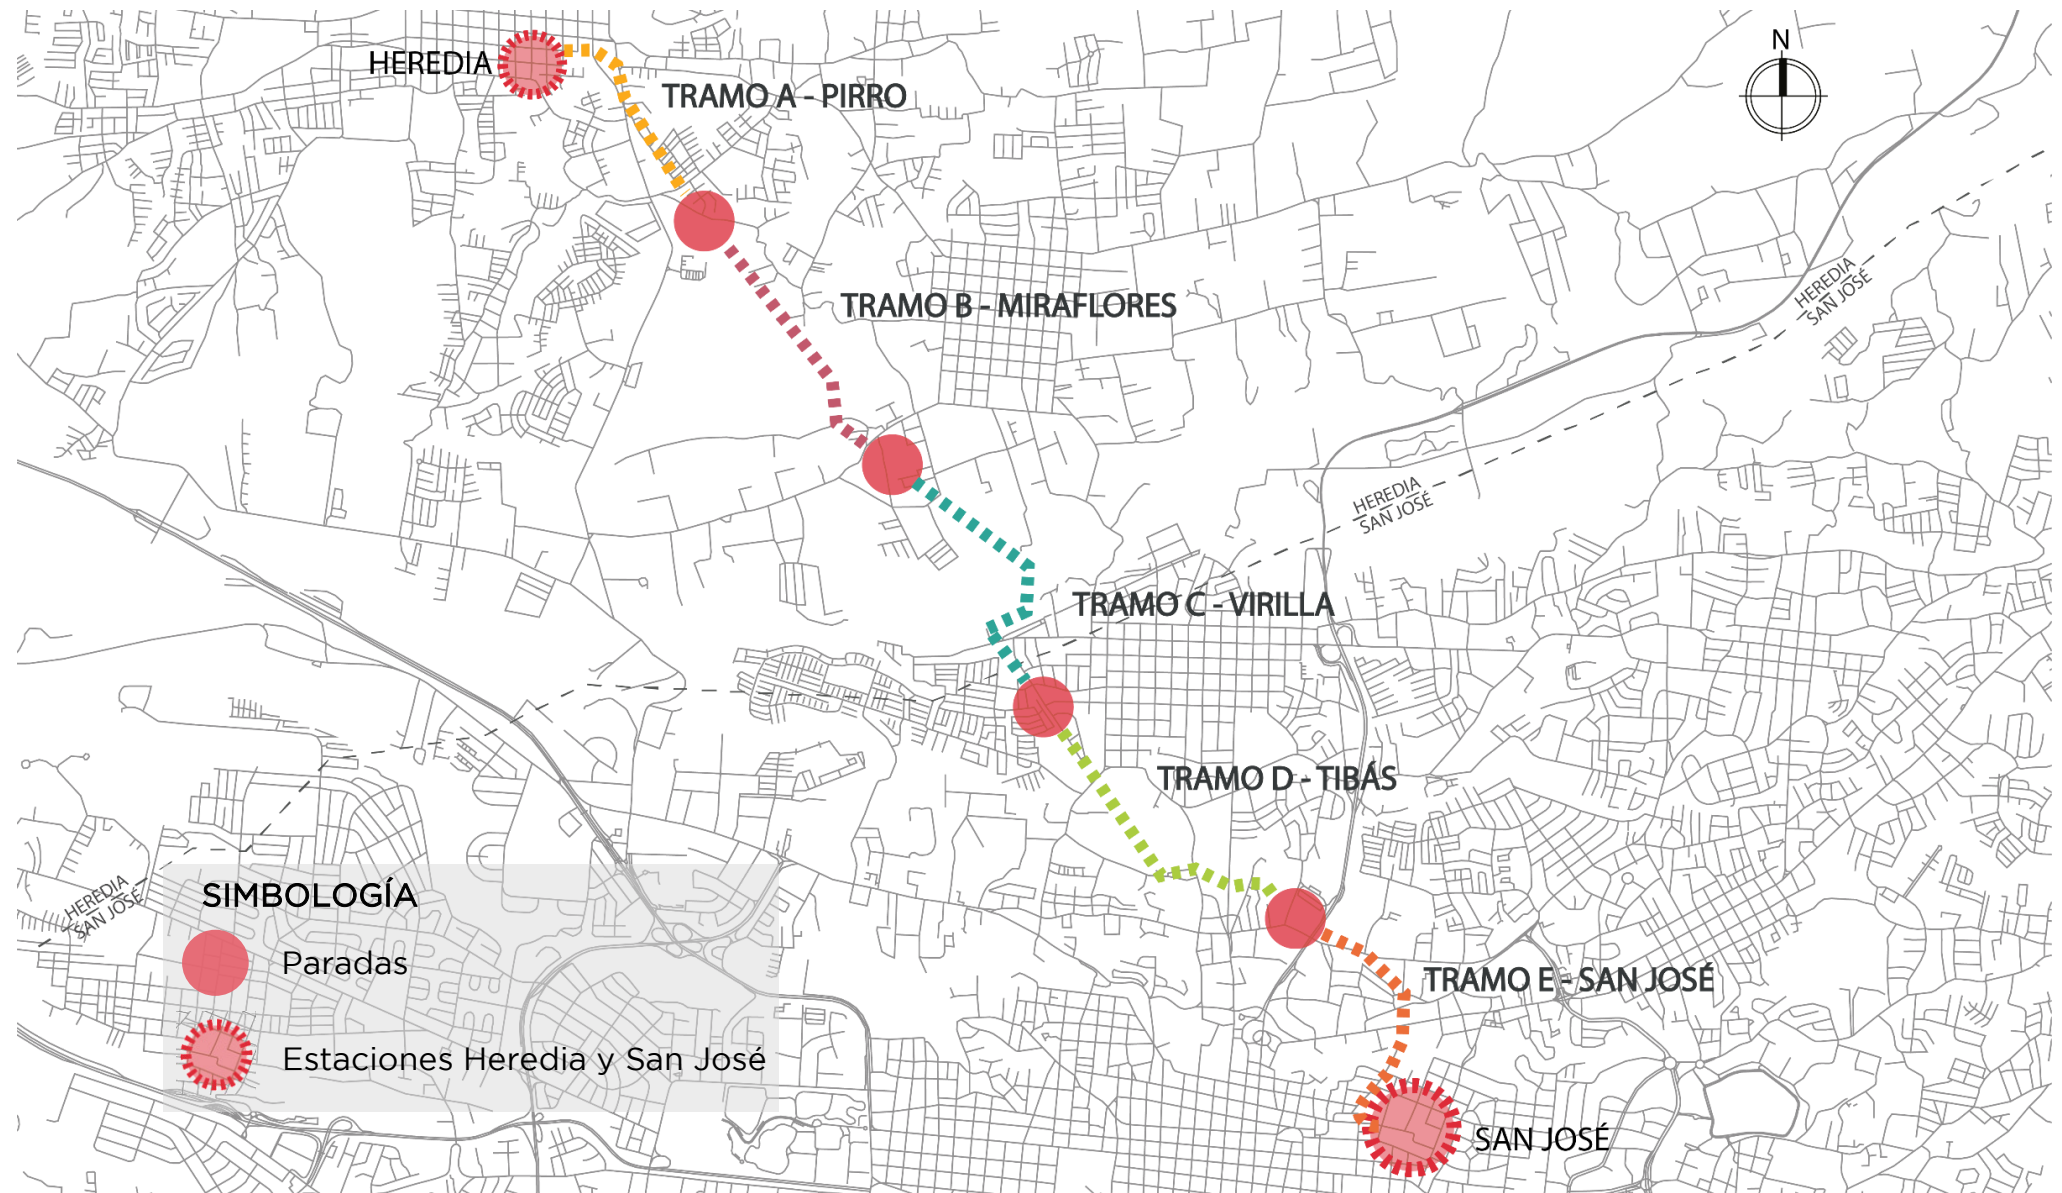 N
HEREDIA
TRAMO A - PIRRO
HEREDIA
SAN JOSÉ
TRAMO B - MIRAFLORES
HEREDIA
SAN JOSÉ
TRAMO C - VIRILLA
TRAMO D - TIBÁS
HEREDIA
SAN JOSÉ
SIMBOLOGÍA
Paradas
Estaciones Heredia y San José
TRAMO E - SAN JOSÉ
SAN JOSÉ